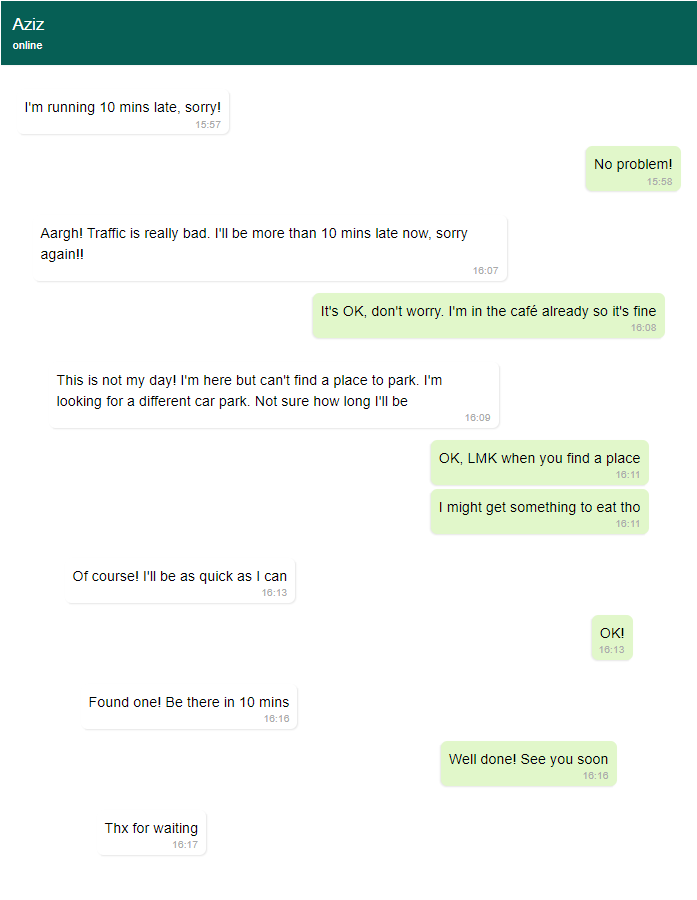 Aziz
online
I'm running 10 mins late, sorry!
15:57
No problem!
15:58
Aargh! Traffic is really bad. I'll be more than 10 mins late now, sorry
again!!
16:07
It's OK, don't worry. I'm in the café already so it's fine
16:08
This is not my day! I'm here but can't find a place to park. I'm
looking for a different car park. Not sure how long I'll be
16:09
OK, LMK when you find a place
16:11
I might get something to eat tho
16:11
Of course! I'll be as quick as I can
16:13
OK!
16:13
Found one! Be there in 10 mins
16:16
Well done! See you soon
16:16
Thx for waiting
16:17